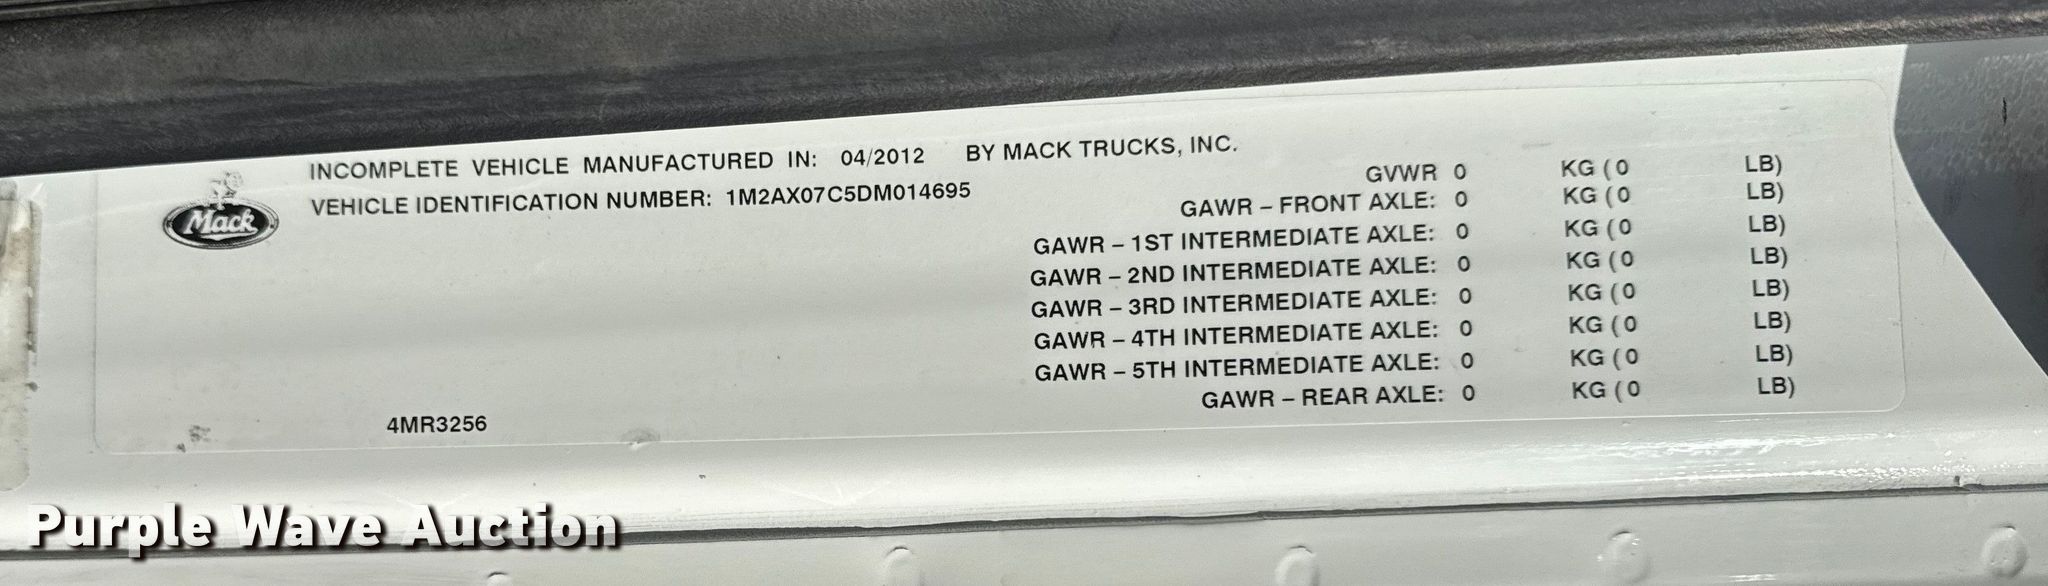 INCOMPLETE VEHICLE MANUFACTURED IN: 04/2012 BY MACK TRUCKS, INC.
VEHICLE IDENTIFICATION NUMBER: 1M2AX07C5DM014695
Mack
GVWR 0 KG (0 LB)
GAWR – FRONT AXLE: 0 KG (0 LB)
GAWR – 1ST INTERMEDIATE AXLE: 0 KG (0 LB)
GAWR – 2ND INTERMEDIATE AXLE: 0 KG (0 LB)
GAWR – 3RD INTERMEDIATE AXLE: 0 KG (0 LB)
GAWR – 4TH INTERMEDIATE AXLE: 0 KG (0 LB)
GAWR – 5TH INTERMEDIATE AXLE: 0 KG (0 LB)
GAWR – REAR AXLE: 0 KG (0 LB)
4MR3256
Purple Wave Auction